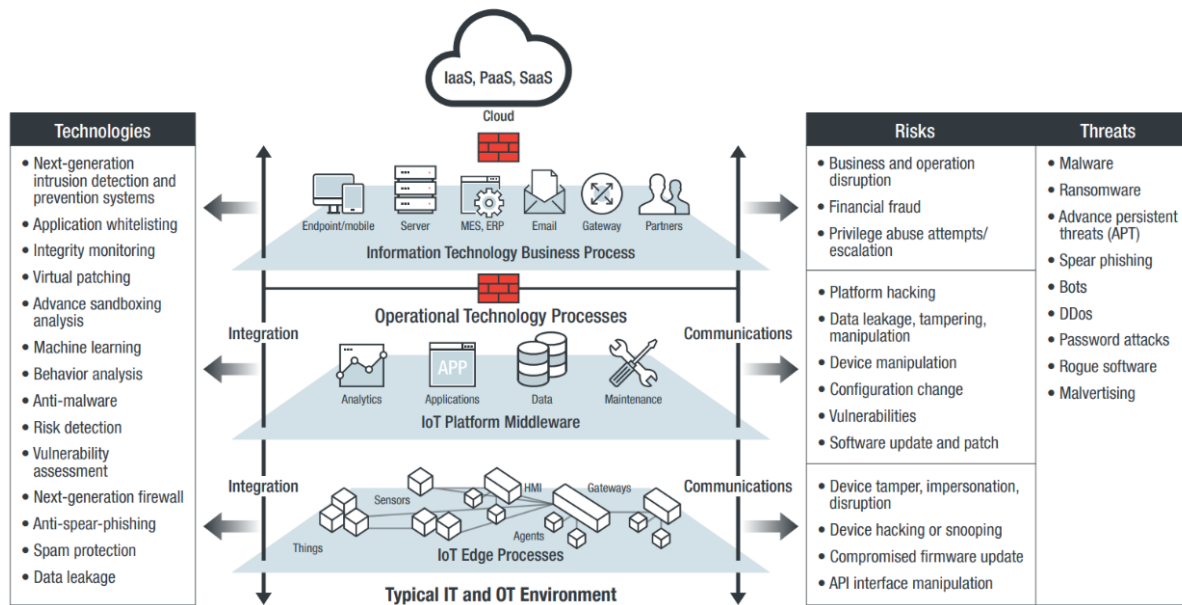 IaaS, PaaS, SaaS
Cloud
Technologies
• Next-generation
intrusion detection and
prevention systems
• Application whitelisting
• Integrity monitoring
• Virtual patching
• Advance sandboxing
analysis
• Machine learning
• Behavior analysis
• Anti-malware
• Risk detection
• Vulnerability
assessment
• Next-generation firewall
• Anti-spear-phishing
• Spam protection
• Data leakage
Endpoint/mobile
Server
MES, ERP
Email
Gateway
Partners
Information Technology Business Process
Operational Technology Processes
Integration
Communications
APP
Analytics
Applications
Data
Maintenance
IoT Platform Middleware
Integration
Communications
Sensors
HMI
Gateways
Things
Agents
IoT Edge Processes
Typical IT and OT Environment
Risks
• Business and operation
disruption
• Financial fraud
• Privilege abuse attempts/
escalation
• Platform hacking
• Data leakage, tampering,
manipulation
• Device manipulation
• Configuration change
• Vulnerabilities
• Software update and patch
• Device tamper, impersonation,
disruption
• Device hacking or snooping
• Compromised firmware update
• API interface manipulation
Threats
• Malware
• Ransomware
• Advance persistent
threats (APT)
• Spear phishing
• Bots
• DDos
• Password attacks
• Rogue software
• Malvertising